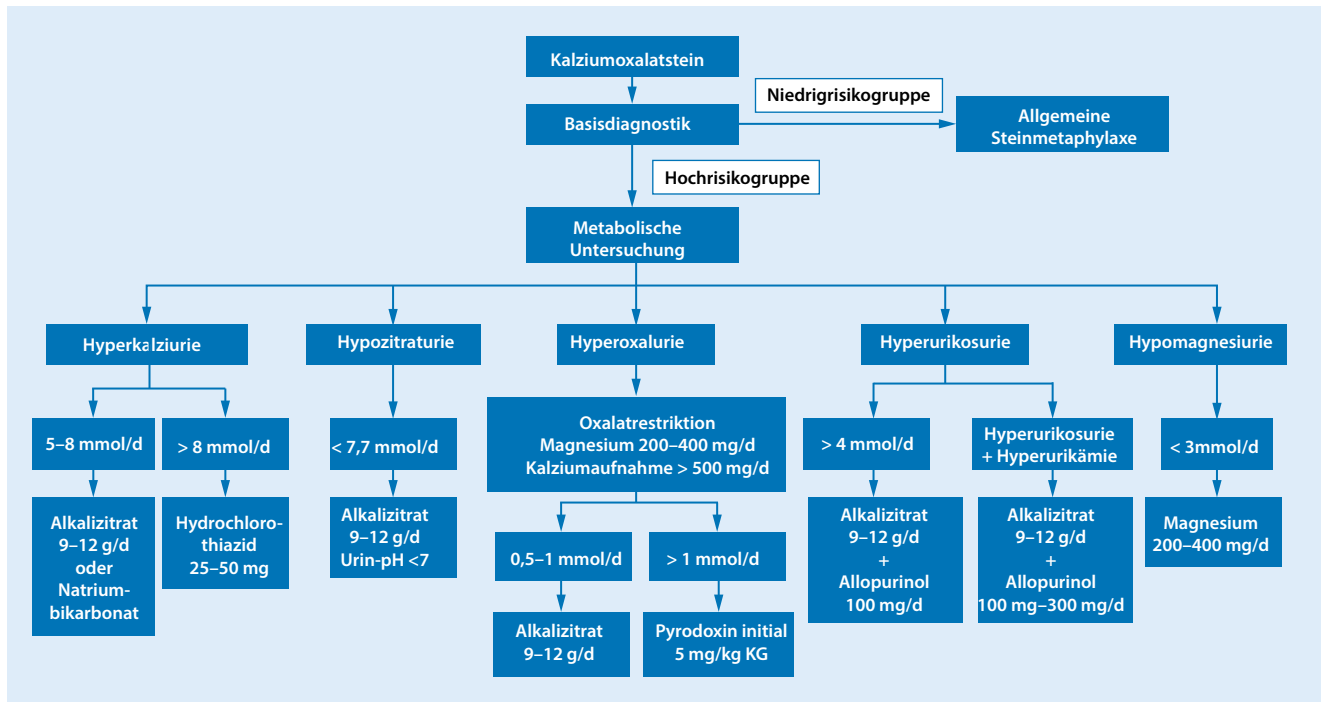 Kalziumoxalatstein
Niedrigrisikogruppe
Basisdiagnostik
Allgemeine
Steinmetaphylaxe
Hochrisikogruppe
Metabolische
Untersuchung
Hyperkalziurie
Hypozitraturie
Hyperoxalurie
Hyperurikosurie
Hypomagnesiurie
5–8 mmol/d
> 8 mmol/d
< 7,7 mmol/d
Oxalatrestriktion
Magnesium 200–400 mg/d
Kalziumaufnahme > 500 mg/d
> 4 mmol/d
Hyperurikosurie
+ Hyperurikämie
< 3mmol/d
Alkalizitrat
9–12 g/d
oder
Natrium-
bikarbonat
Hydrochloro-
thiazid
25–50 mg
Alkalizitrat
9–12 g/d
Urin-pH <7
0,5–1 mmol/d
> 1 mmol/d
Alkalizitrat
9–12 g/d
+
Allopurinol
100 mg/d
Alkalizitrat
9–12 g/d
+
Allopurinol
100 mg–300 mg/d
Magnesium
200–400 mg/d
Alkalizitrat
9–12 g/d
Pyrodoxin initial
5 mg/kg KG